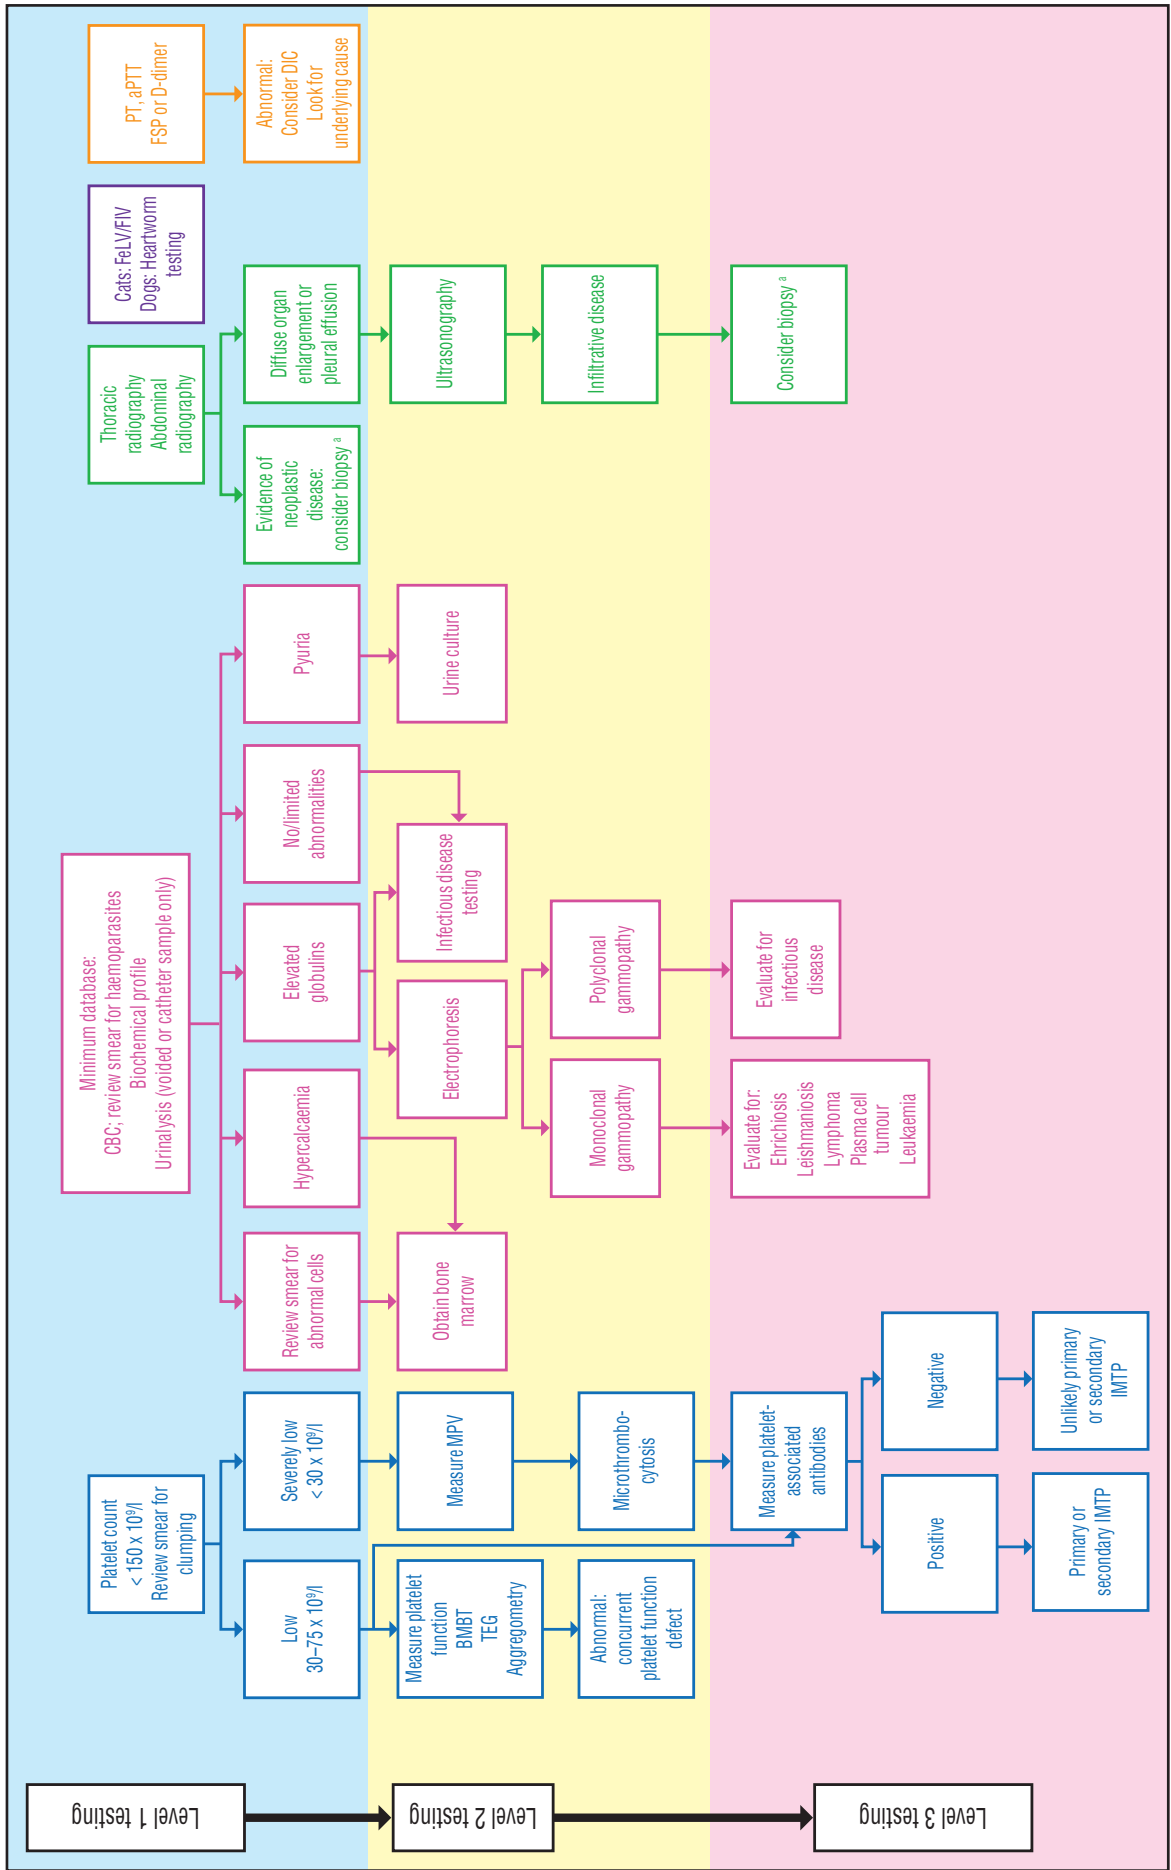 Level 1 testing
Level 2 testing
Level 3 testing
Platelet count
< 150 x 10⁹/l
Review smear for
clumping
Low
30–75 x 10⁹/l
Severely low
< 30 x 10⁹/l
Measure platelet
function
BMBT
TEG
Aggregometry
Measure MPV
Abnormal:
concurrent
platelet function
defect
Microthrombo-
cytosis
Measure platelet-
associated
antibodies
Positive
Negative
Primary or
secondary IMTP
Unlikely primary
or secondary
IMTP
Minimum database:
CBC; review smear for haemoparasites
Biochemical profile
Urinalysis (voided or catheter sample only)
Review smear for
abnormal cells
Hypercalcaemia
Elevated
globulins
No/limited
abnormalities
Pyuria
Obtain bone
marrow
Electrophoresis
Infectious disease
testing
Urine culture
Monoclonal
gammopathy
Polyclonal
gammopathy
Evaluate for:
Ehrichiosis
Leishmaniosis
Lymphoma
Plasma cell
tumour
Leukaemia
Evaluate for
infectious
disease
Thoracic
radiography
Abdominal
radiography
Evidence of
neoplastic
disease:
consider biopsy ᵃ
Diffuse organ
enlargement or
pleural effusion
Ultrasonography
Infiltrative disease
Consider biopsy ᵃ
Cats: FeLV/FIV
Dogs: Heartworm
testing
PT, aPTT
FSP or D-dimer
Abnormal:
Consider DIC
Look for
underlying cause